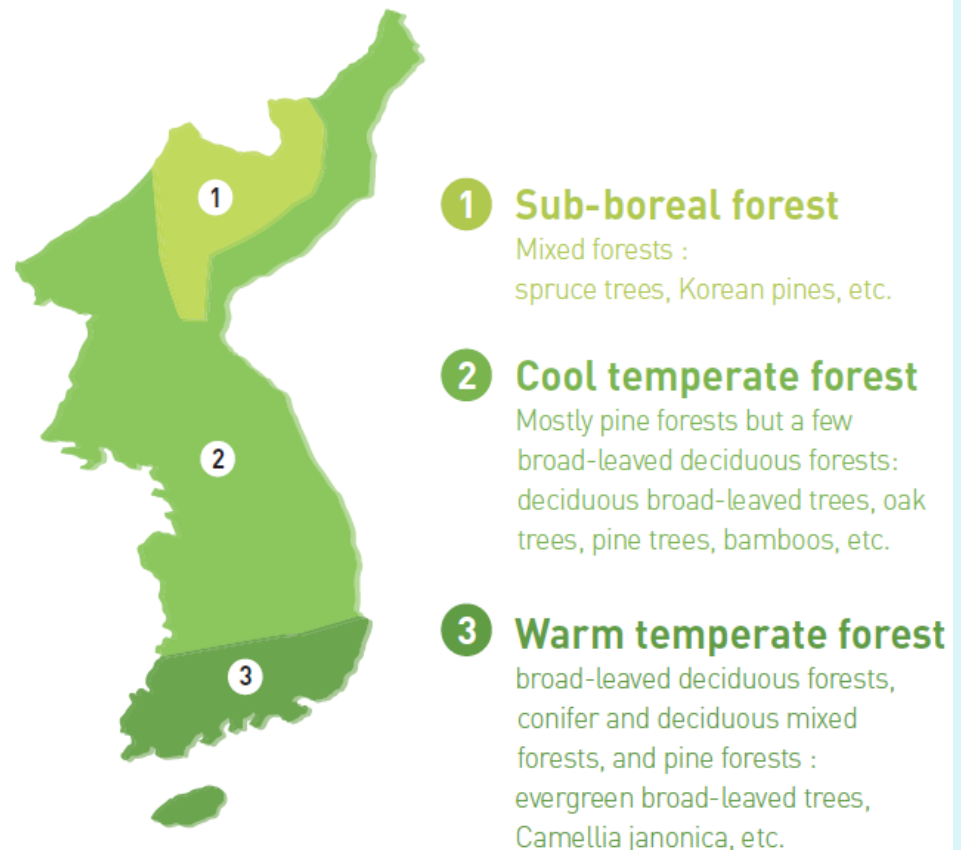 1
2
3
1 Sub-boreal forest
Mixed forests :
spruce trees, Korean pines, etc.
2 Cool temperate forest
Mostly pine forests but a few
broad-leaved deciduous forests:
deciduous broad-leaved trees, oak
trees, pine trees, bamboos, etc.
3 Warm temperate forest
broad-leaved deciduous forests,
conifer and deciduous mixed
forests, and pine forests :
evergreen broad-leaved trees,
Camellia janonica, etc.